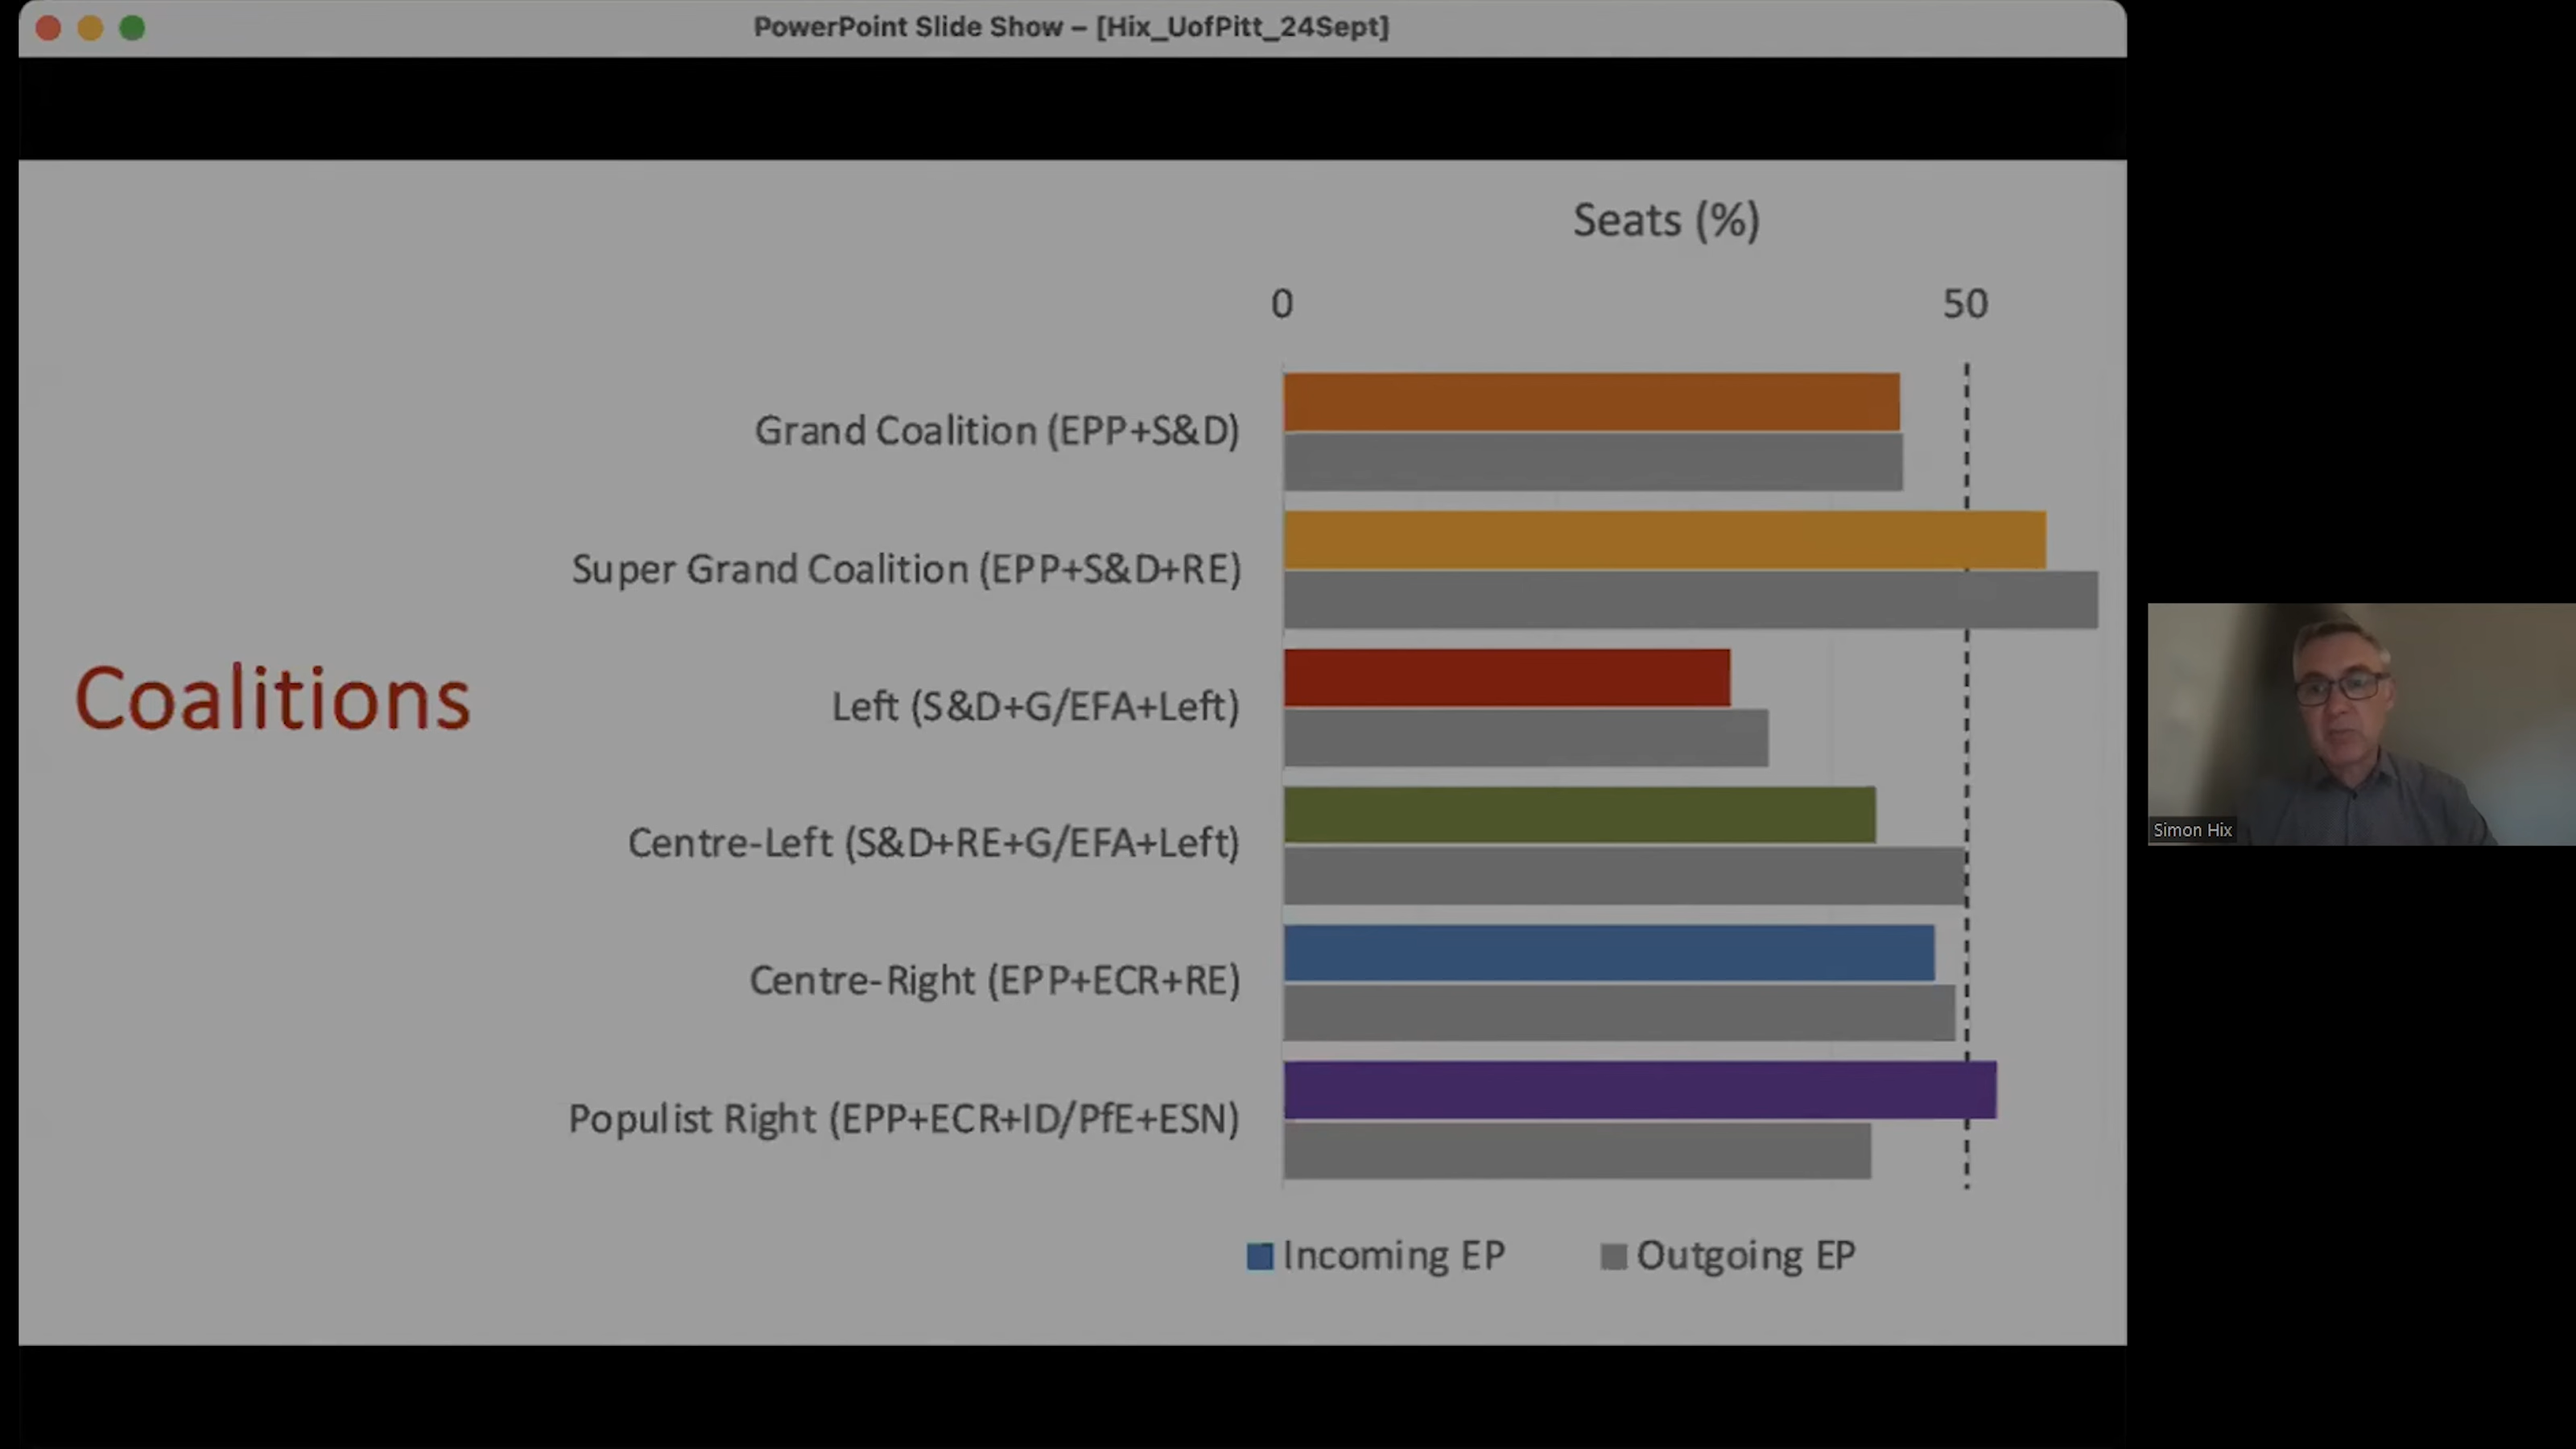 PowerPoint Slide Show – [Hix_UofPitt_24Sept]
Seats (%)
0 50
Grand Coalition (EPP+S&D)
Super Grand Coalition (EPP+S&D+RE)
Coalitions
Left (S&D+G/EFA+Left)
Centre-Left (S&D+RE+G/EFA+Left)
Centre-Right (EPP+ECR+RE)
Populist Right (EPP+ECR+ID/PfE+ESN)
Incoming EP Outgoing EP
Simon Hix